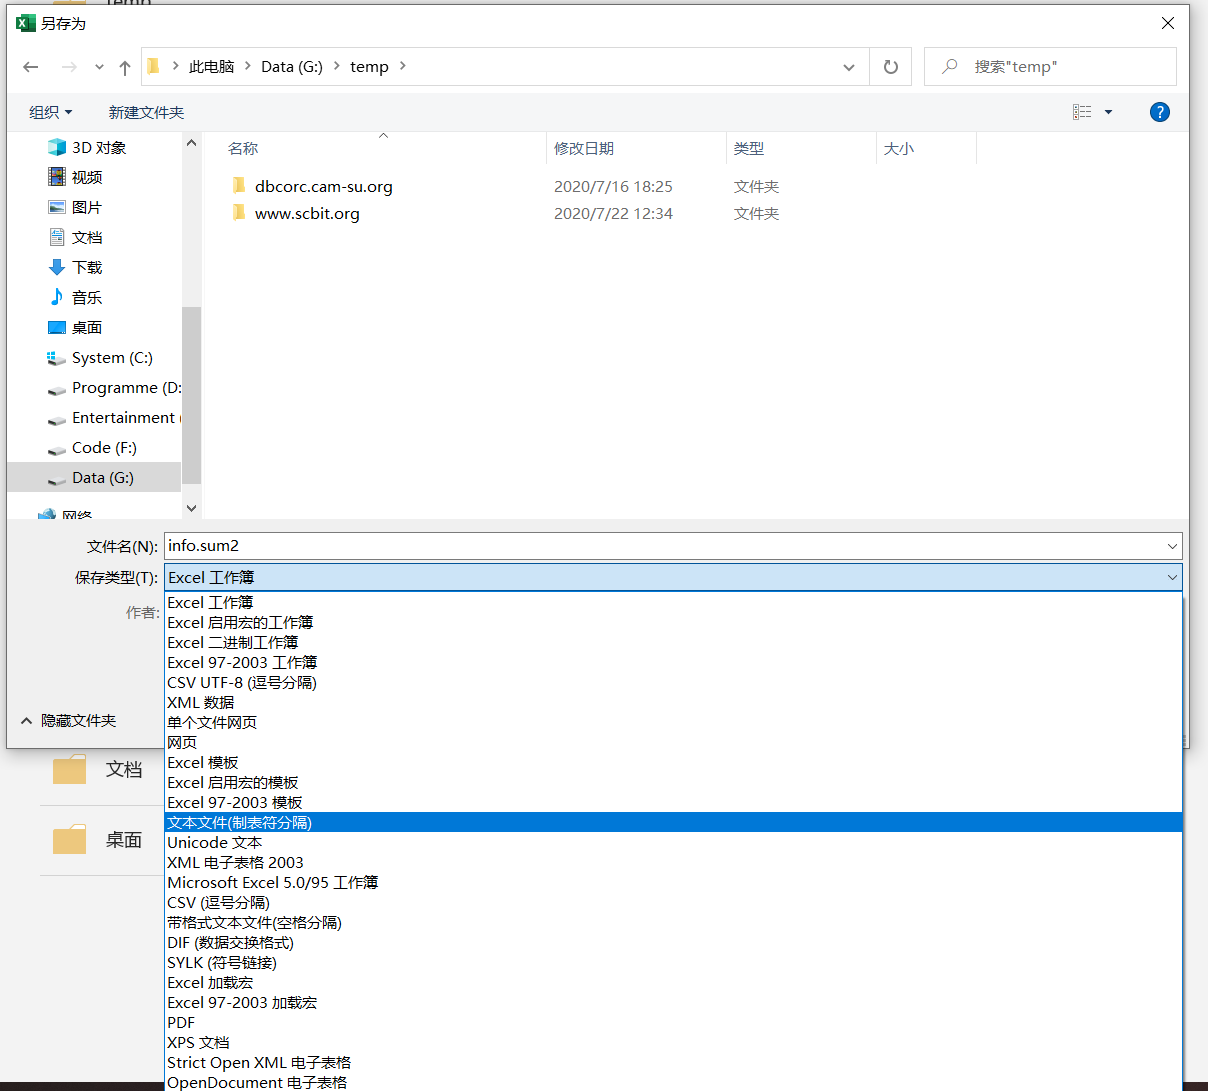 另存为
此电脑 Data (G:) temp
搜索"temp"
组织 新建文件夹
3D 对象
视频
图片
文档
下载
音乐
桌面
System (C:)
Programme (D:
Entertainment (
Code (F:)
Data (G:)
网络
名称 修改日期 类型 大小
dbcorc.cam-su.org 2020/7/16 18:25 文件夹
www.scbit.org 2020/7/22 12:34 文件夹
文件名(N): info.sum2
保存类型(T): Excel 工作簿
作者:
Excel 工作簿
Excel 启用宏的工作簿
Excel 二进制工作簿
Excel 97-2003 工作簿
CSV UTF-8 (逗号分隔)
XML 数据
单个文件网页
网页
Excel 模板
Excel 启用宏的模板
Excel 97-2003 模板
文本文件(制表符分隔)
Unicode 文本
XML 电子表格 2003
Microsoft Excel 5.0/95 工作簿
CSV (逗号分隔)
带格式文本文件(空格分隔)
DIF (数据交换格式)
SYLK (符号链接)
Excel 加载宏
Excel 97-2003 加载宏
PDF
XPS 文档
Strict Open XML 电子表格
OpenDocument 电子表格
隐藏文件夹
文档
桌面